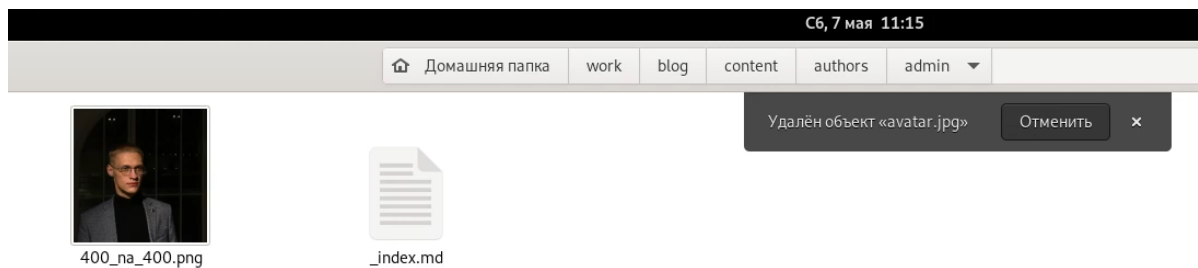 Сб, 7 мая 11:15
Домашняя папка work blog content authors admin
Удалён объект «avatar.jpg» Отменить ×
400_na_400.png _index.md